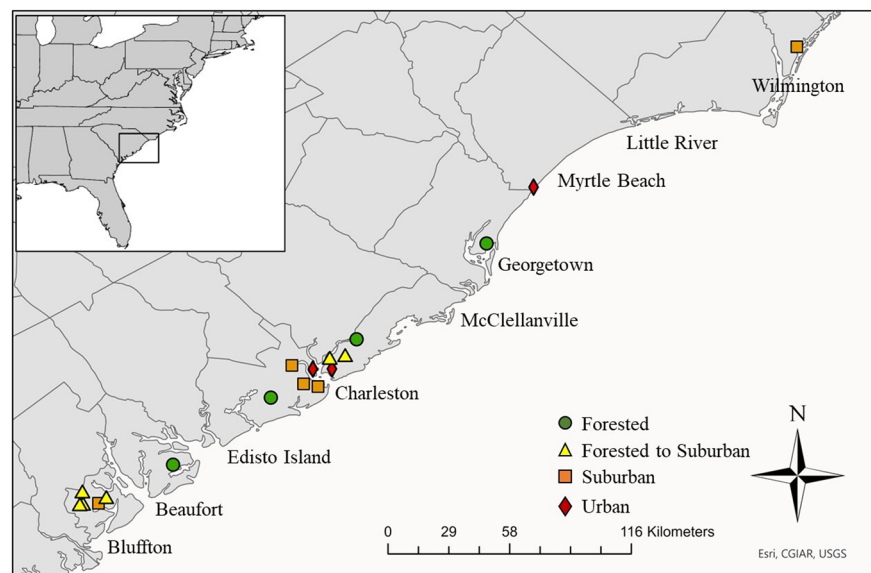 Wilmington
Little River
Myrtle Beach
Georgetown
McClellanville
Charleston
Edisto Island
Beaufort
Bluffton
Forested
Forested to Suburban
Suburban
Urban
N
0 29 58 116 Kilometers
Esri, CGIAR, USGS